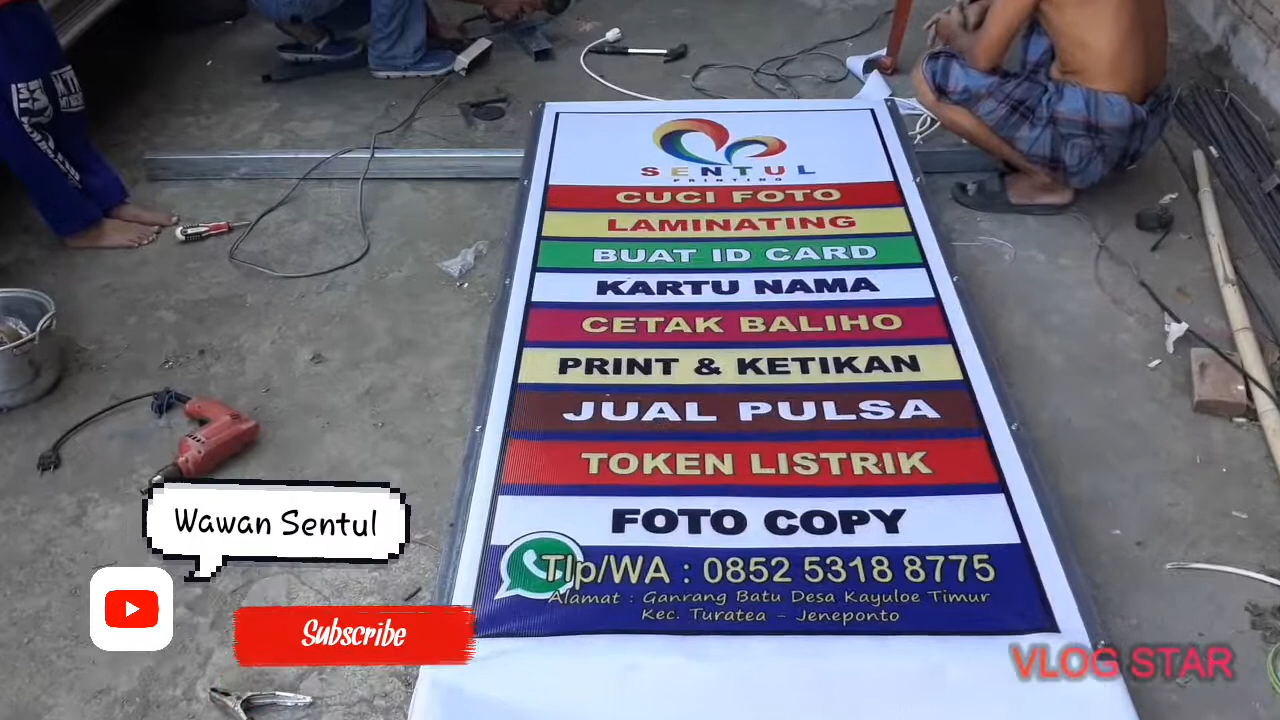 SENTUL
PRINTING
CUCI FOTO
LAMINATING
BUAT ID CARD
KARTU NAMA
CETAK BALIHO
PRINT & KETIKAN
JUAL PULSA
TOKEN LISTRIK
FOTO COPY
Tlp/WA : 0852 5318 8775
Alamat : Ganrang Batu Desa Kayuloe Timur
Kec. Turatea - Jeneponto
Wawan Sentul
Subscribe
VLOG STAR